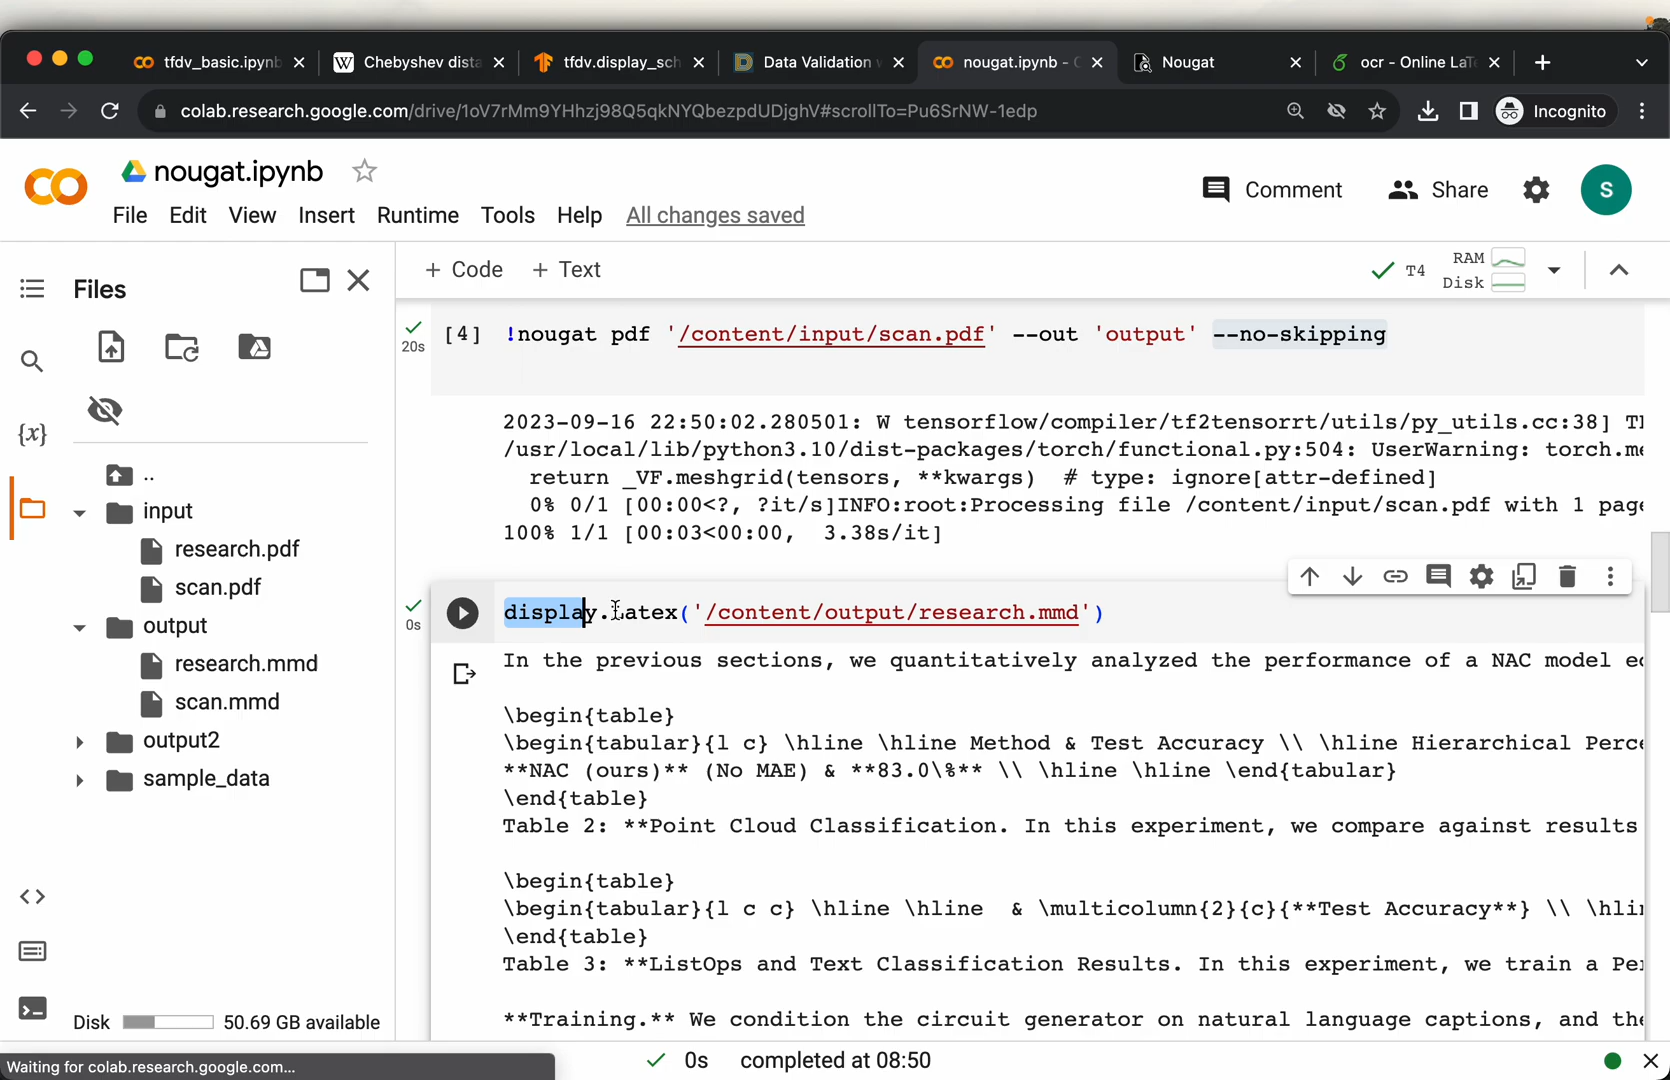 tfdv_basic.ipynb
Chebyshev dista
tfdv.display_sch
Data Validation
nougat.ipynb - C
Nougat
ocr - Online LaTe
colab.research.google.com/drive/1oV7rMm9YHhzj98Q5qkNYQbezpdUDjghV#scrollTo=Pu6SrNW-1edp
Incognito
nougat.ipynb
Comment
Share
S
File Edit View Insert Runtime Tools Help All changes saved
Files
+ Code + Text
T4
RAM
Disk
..
input
research.pdf
scan.pdf
output
research.mmd
scan.mmd
output2
sample_data
Disk 50.69 GB available
{x}
20s
[4] !nougat pdf '/content/input/scan.pdf' --out 'output' --no-skipping
2023-09-16 22:50:02.280501: W tensorflow/compiler/tf2tensorrt/utils/py_utils.cc:38]
/usr/local/lib/python3.10/dist-packages/torch/functional.py:504: UserWarning: torch.me
return _VF.meshgrid(tensors, **kwargs)  # type: ignore[attr-defined]
0% 0/1 [00:00<?, ?it/s]INFO:root:Processing file /content/input/scan.pdf with 1 page
100% 1/1 [00:03<00:00,  3.38s/it]
0s
display.Latex('/content/output/research.mmd')
In the previous sections, we quantitatively analyzed the performance of a NAC model
\begin{table}
\begin{tabular}{l c} \hline \hline Method & Test Accuracy \\ \hline Hierarchical Perce
**NAC (ours)** (No MAE) & **83.0\%** \\ \hline \hline \end{tabular}
\end{table}
Table 2: **Point Cloud Classification. In this experiment, we compare against results
\begin{table}
\begin{tabular}{l c c} \hline \hline  & \multicolumn{2}{c}{**Test Accuracy**} \\ \hli
\end{table}
Table 3: **ListOps and Text Classification Results. In this experiment, we train a Pe
**Training.** We condition the circuit generator on natural language captions, and the
Waiting for colab.research.google.com...
0s completed at 08:50